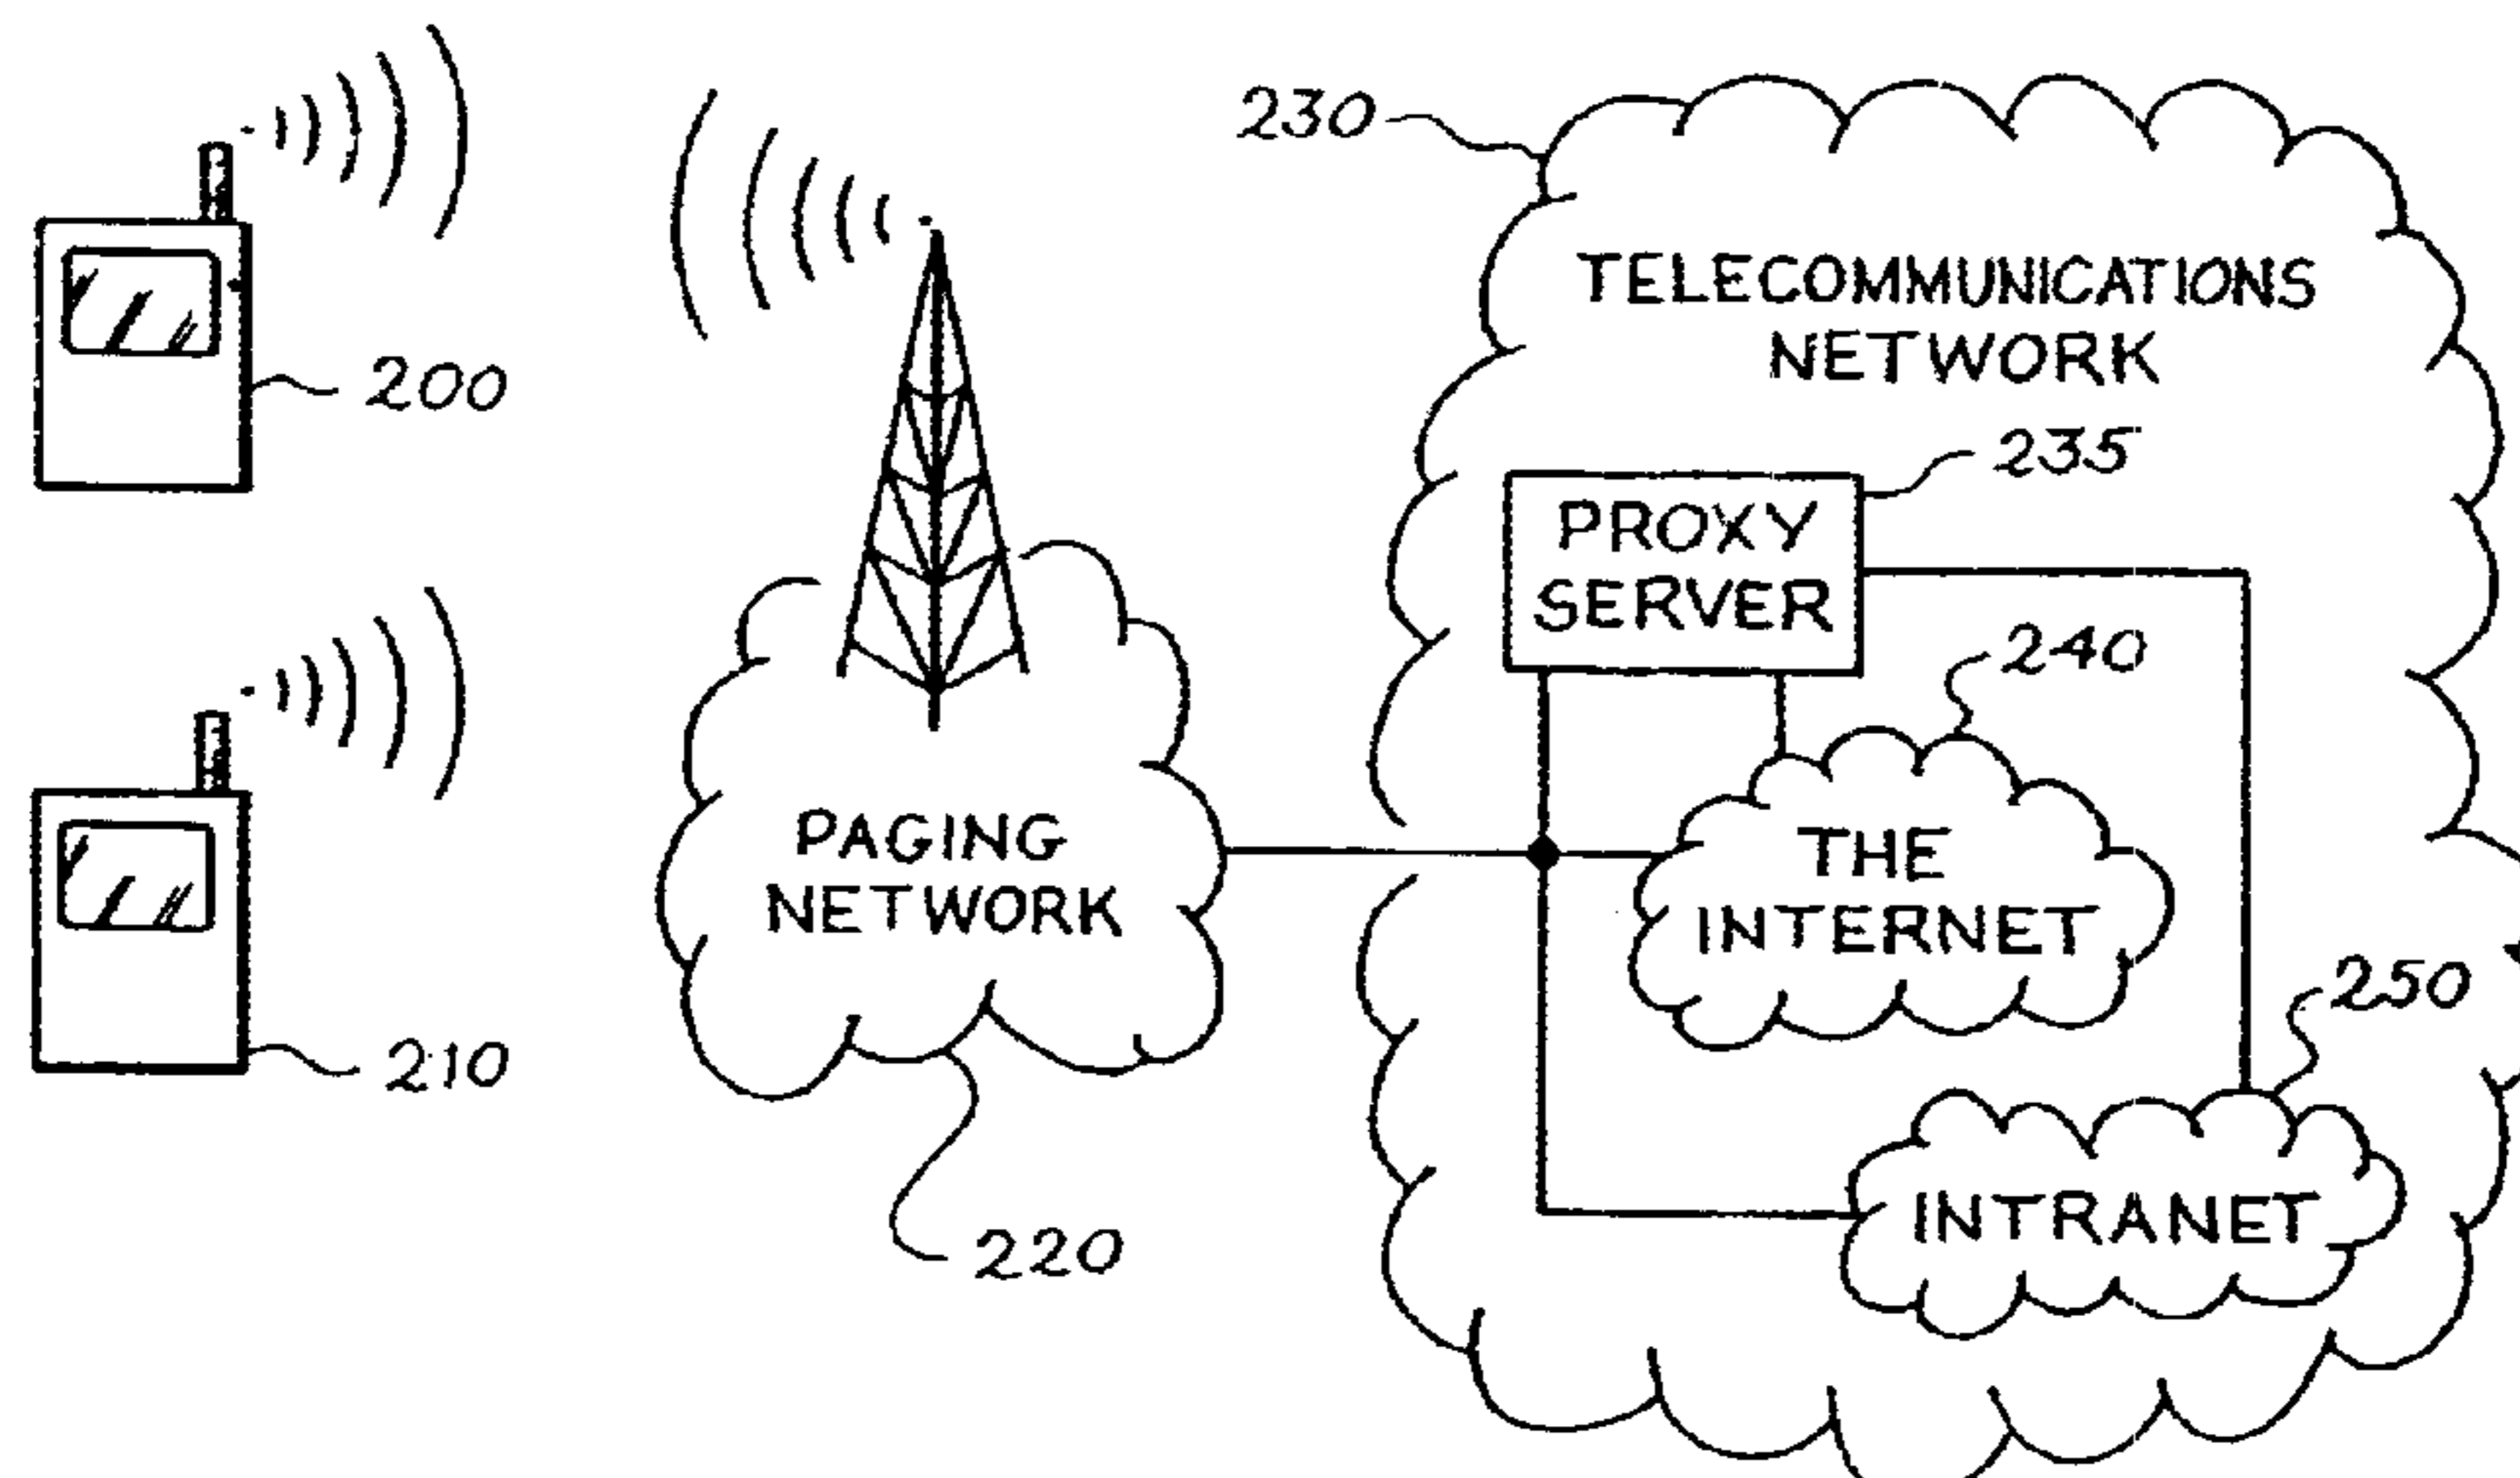 230
TELECOMMUNICATIONS
NETWORK
200
235
PROXY
SERVER
240
PAGING
NETWORK
THE
INTERNET
250
210
INTRANET
220